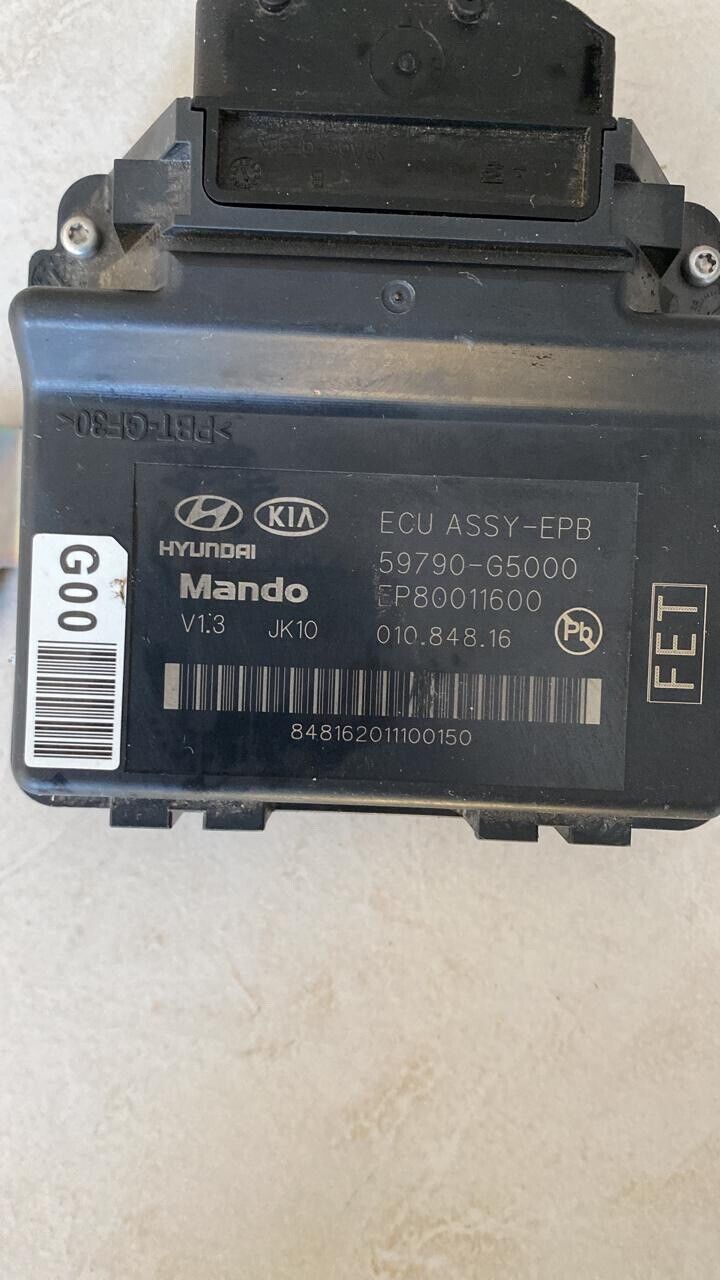 >PBT-GF30<
HYUNDAI
KIA
ECU ASSY-EPB
59790-G5000
Mando
EP80011600
V1.3 JK10 010.848.16
Pb
848162011100150
G00
FET